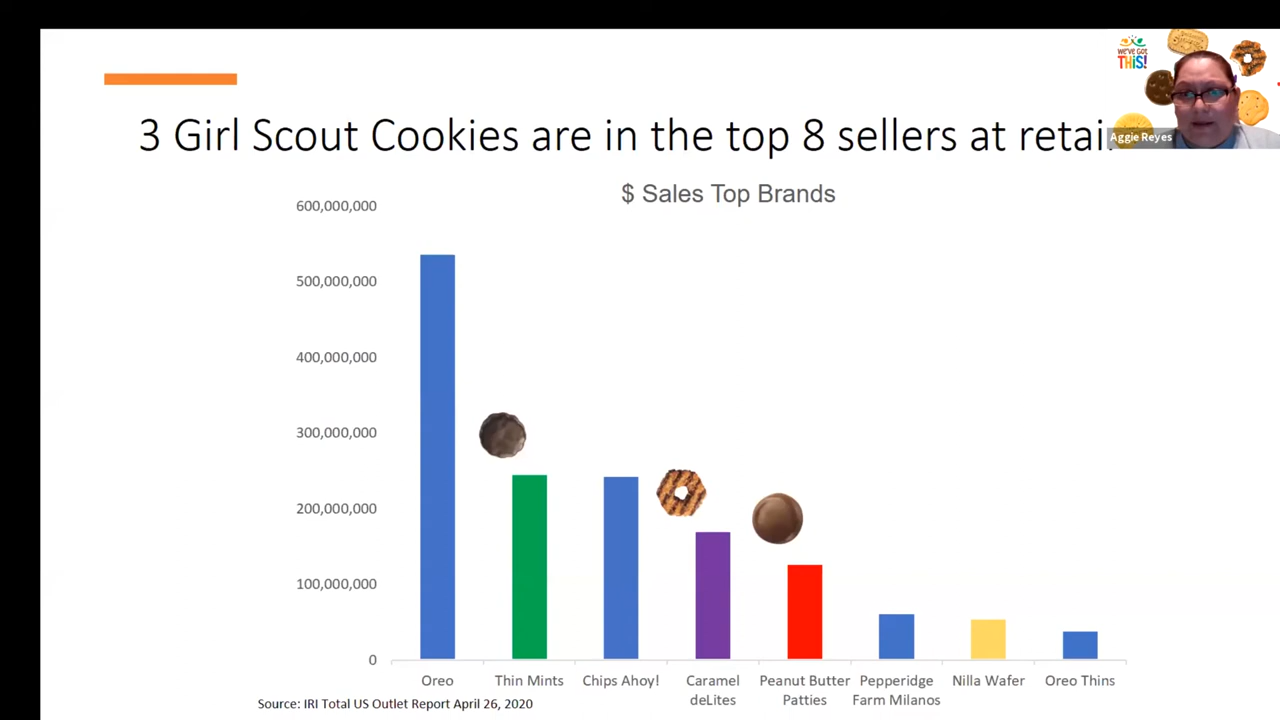 WE'VE GOT
THIS!
Aggie Reyes
3 Girl Scout Cookies are in the top 8 sellers at retai
$ Sales Top Brands
600,000,000
500,000,000
400,000,000
300,000,000
200,000,000
100,000,000
0
Oreo
Thin Mints
Chips Ahoy!
Caramel
deLites
Peanut Butter
Patties
Pepperidge
Farm Milanos
Nilla Wafer
Oreo Thins
Source: IRI Total US Outlet Report April 26, 2020